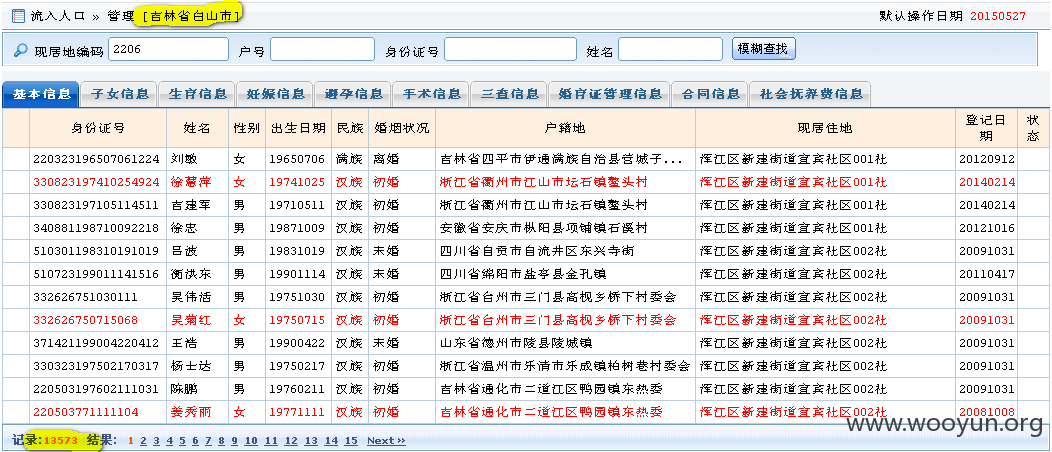 流入人口 » 管理 [吉林省白山市] 默认操作日期 20150527
现居地编码 2206 户号 身份证号 姓名 模糊查找
基本信息 子女信息 生育信息 妊娠信息 避孕信息 手术信息 三查信息 婚育证管理信息 合同信息 社会抚养费信息
身份证号 姓名 性别 出生日期 民族 婚姻状况 户籍地 现居住地 登记日期 状态
220323196507061224 刘敏 女 19650706 满族 离婚 吉林省四平市伊通满族自治县营城子... 浑江区新建街道宜宾社区001社 20120912
330823197410254924 徐慧萍 女 19741025 汉族 初婚 浙江省衢州市江山市坛石镇鳌头村 浑江区新建街道宜宾社区001社 20140214
330823197105114511 吉建军 男 19710511 汉族 初婚 浙江省衢州市江山市坛石镇鳌头村 浑江区新建街道宜宾社区001社 20140214
340881198710092218 徐忠 男 19871009 汉族 初婚 安徽省安庆市枞阳县项铺镇石溪村 浑江区新建街道宜宾社区001社 20121016
510301198310191019 吕波 男 19831019 汉族 未婚 四川省自贡市自流井区东兴寺街 浑江区新建街道宜宾社区002社 20091031
510723199011141516 衡洪东 男 19901114 汉族 未婚 四川省绵阳市盐亭县金孔镇 浑江区新建街道宜宾社区002社 20110417
332626751030111 吴伟活 男 19751030 汉族 初婚 浙江省台州市三门县高枧乡桥下村委会 浑江区新建街道宜宾社区002社 20091031
332626750715068 吴菊红 女 19750715 汉族 初婚 浙江省台州市三门县高枧乡桥下村委会 浑江区新建街道宜宾社区002社 20091031
371421199004220412 王浩 男 19900422 汉族 未婚 山东省德州市陵县陵城镇 浑江区新建街道宜宾社区002社 20091031
330323197502170317 杨士达 男 19750217 汉族 初婚 浙江省温州市乐清市乐成镇柏树巷村委会 浑江区新建街道宜宾社区002社 20091031
220503197602111031 陈鹏 男 19760211 汉族 初婚 吉林省通化市二道江区鸭园镇东热委 浑江区新建街道宜宾社区002社 20091031
220503771111104 姜秀丽 女 19771111 汉族 初婚 吉林省通化市二道江区鸭园镇东热委 浑江区新建街道宜宾社区002社 20081008
记录:13573 结果: 1 2 3 4 5 6 7 8 9 10 11 12 13 14 15 Next »
www.wooyun.org